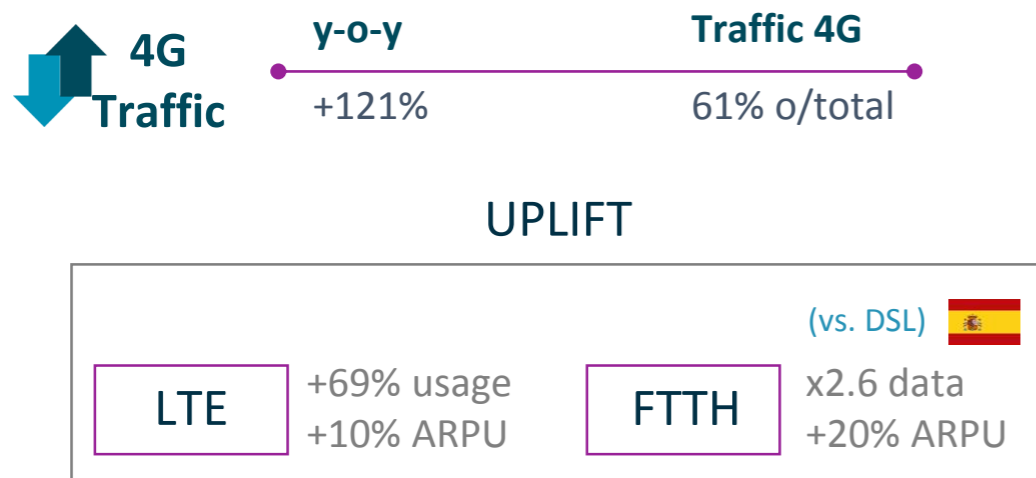 4G Traffic
y-o-y
Traffic 4G
+121%
61% o/total
UPLIFT
(vs. DSL)
LTE
+69% usage
+10% ARPU
FTTH
x2.6 data
+20% ARPU